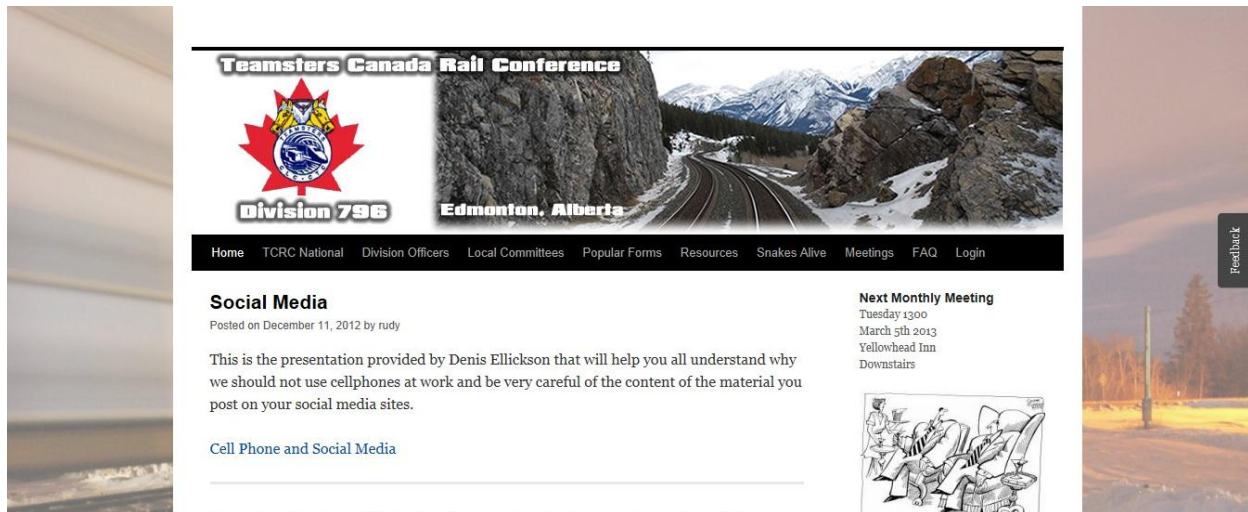 Teamsters Canada Rail Conference
TEAMSTERS
CLC·CTC
Division 796
Edmonton, Alberta
Home TCRC National Division Officers Local Committees Popular Forms Resources Snakes Alive Meetings FAQ Login
Social Media
Posted on December 11, 2012 by rudy
This is the presentation provided by Denis Ellickson that will help you all understand why
we should not use cellphones at work and be very careful of the content of the material you
post on your social media sites.
Cell Phone and Social Media
Next Monthly Meeting
Tuesday 1300
March 5th 2013
Yellowhead Inn
Downstairs
Feedback